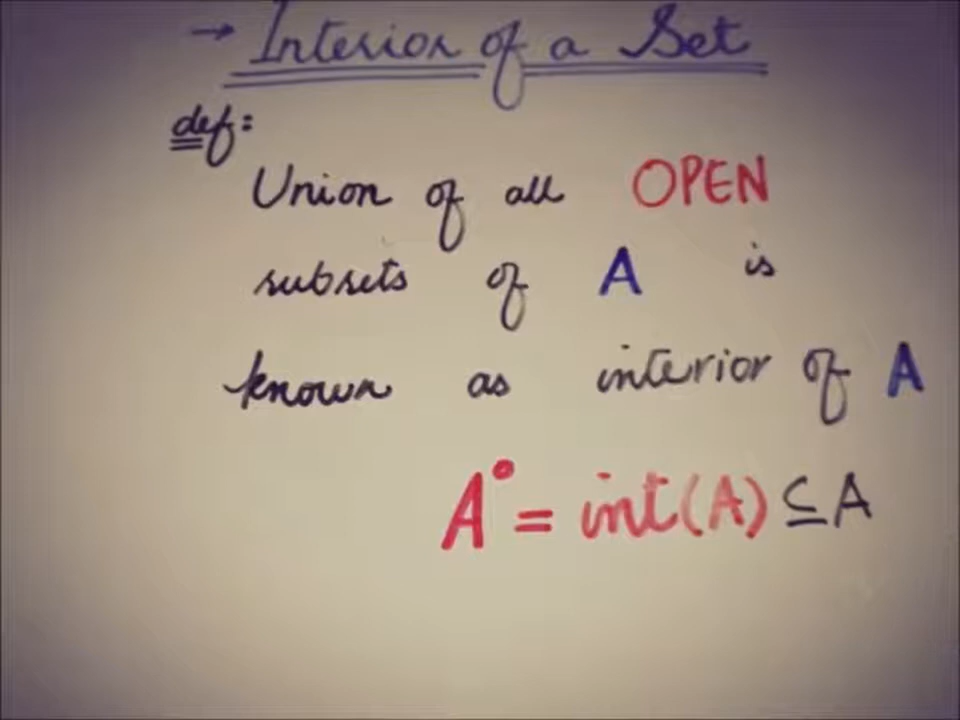 → Interior of a Set
def:
Union of all OPEN
subsets of A is
known as interior of A
A° = int(A) ⊆ A